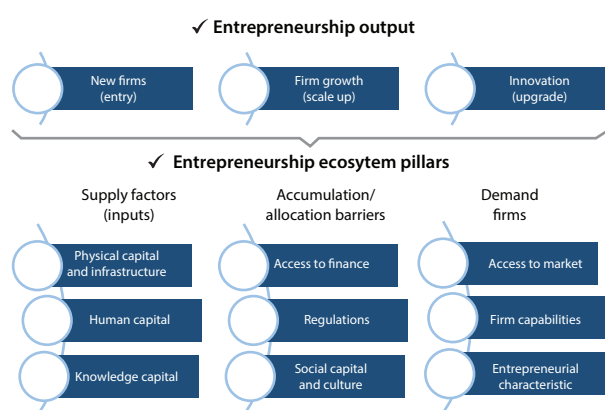 ✓ Entrepreneurship output
New firms
(entry)
Firm growth
(scale up)
Innovation
(upgrade)
✓ Entrepreneurship ecosytem pillars
Supply factors
(inputs)
Accumulation/
allocation barriers
Demand
firms
Physical capital
and infrastructure
Access to finance
Access to market
Human capital
Regulations
Firm capabilities
Knowledge capital
Social capital
and culture
Entrepreneurial
characteristic